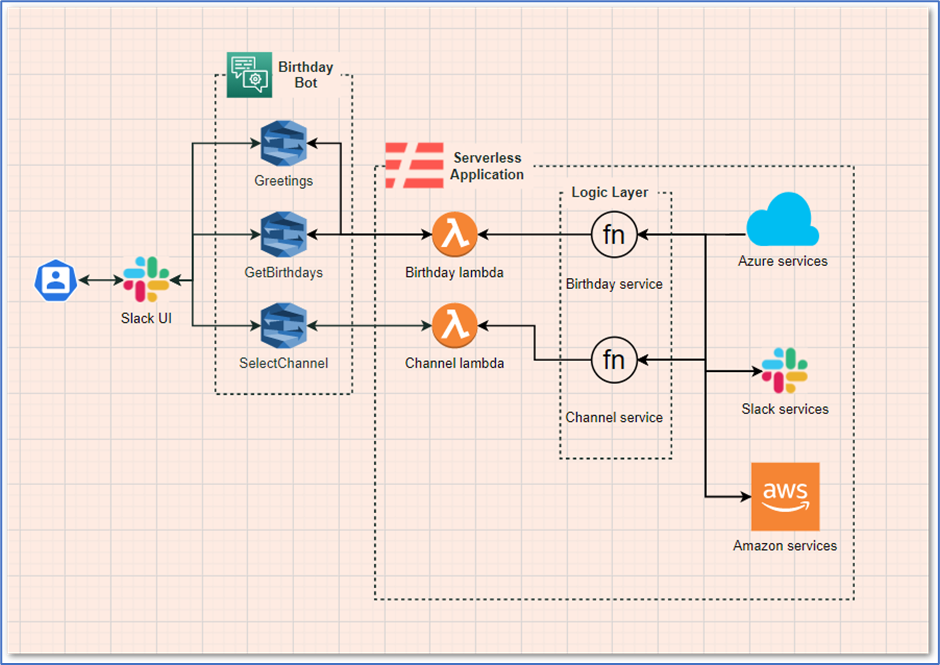 Birthday
Bot
Greetings
Serverless
Application
Logic Layer
fn
GetBirthdays
Birthday lambda
Birthday service
Azure services
Slack UI
SelectChannel
Channel lambda
fn
Channel service
Slack services
aws
Amazon services